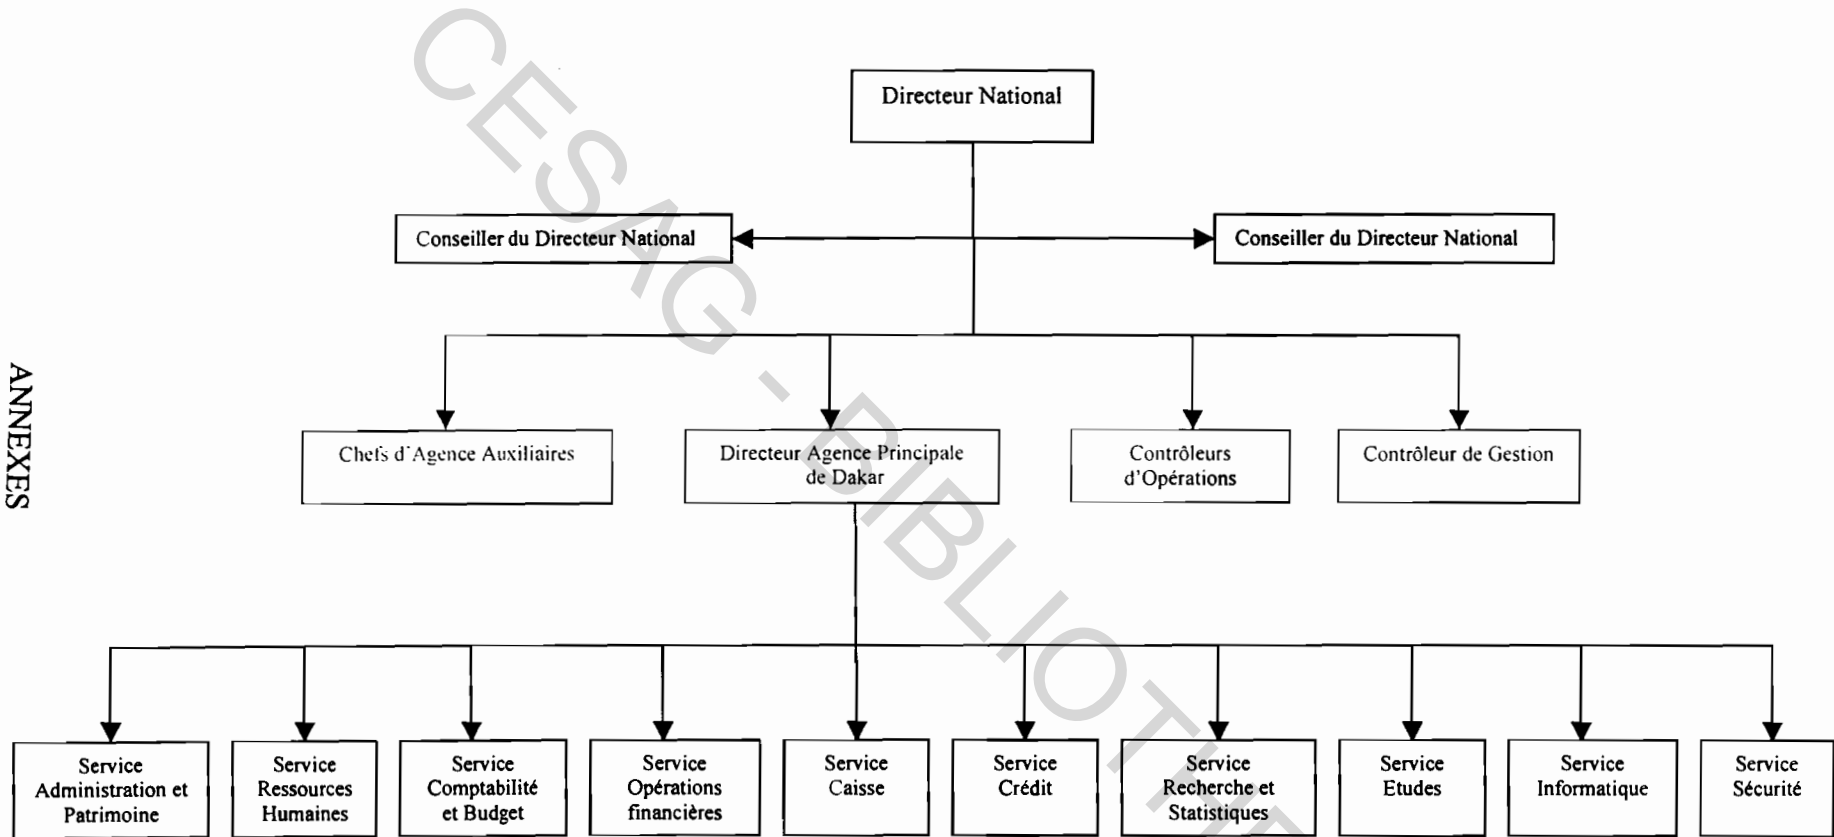 CESAG - BIBLIOTHE
Directeur National
Conseiller du Directeur National
Conseiller du Directeur National
ANNEXES
Chefs d'Agence Auxiliaires
Directeur Agence Principale
de Dakar
Contrôleurs
d'Opérations
Contrôleur de Gestion
Service
Administration et
Patrimoine
Service
Ressources
Humaines
Service
Comptabilité
et Budget
Service
Opérations
financières
Service
Caisse
Service
Crédit
Service
Recherche et
Statistiques
Service
Etudes
Service
Informatique
Service
Sécurité